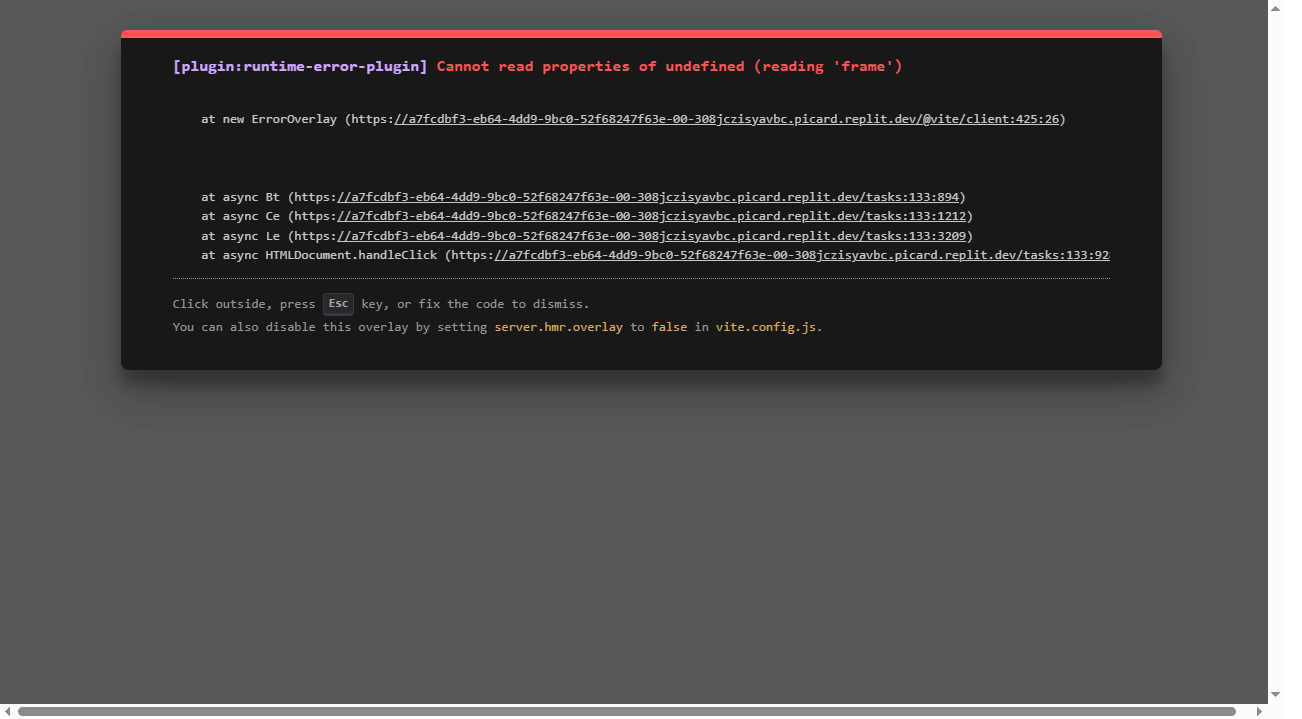 [plugin:runtime-error-plugin] Cannot read properties of undefined (reading 'frame')
at new ErrorOverlay (https://a7fcdbf3-eb64-4dd9-9bc0-52f68247f63e-00-308jczisyavbc.picard.replit.dev/@vite/client:425:26)
at async Bt (https://a7fcdbf3-eb64-4dd9-9bc0-52f68247f63e-00-308jczisyavbc.picard.replit.dev/tasks:133:894)
at async Ce (https://a7fcdbf3-eb64-4dd9-9bc0-52f68247f63e-00-308jczisyavbc.picard.replit.dev/tasks:133:1212)
at async Le (https://a7fcdbf3-eb64-4dd9-9bc0-52f68247f63e-00-308jczisyavbc.picard.replit.dev/tasks:133:3209)
at async HTMLDocument.handleClick (https://a7fcdbf3-eb64-4dd9-9bc0-52f68247f63e-00-308jczisyavbc.picard.replit.dev/tasks:133:92
Click outside, press Esc key, or fix the code to dismiss.
You can also disable this overlay by setting server.hmr.overlay to false in vite.config.js.